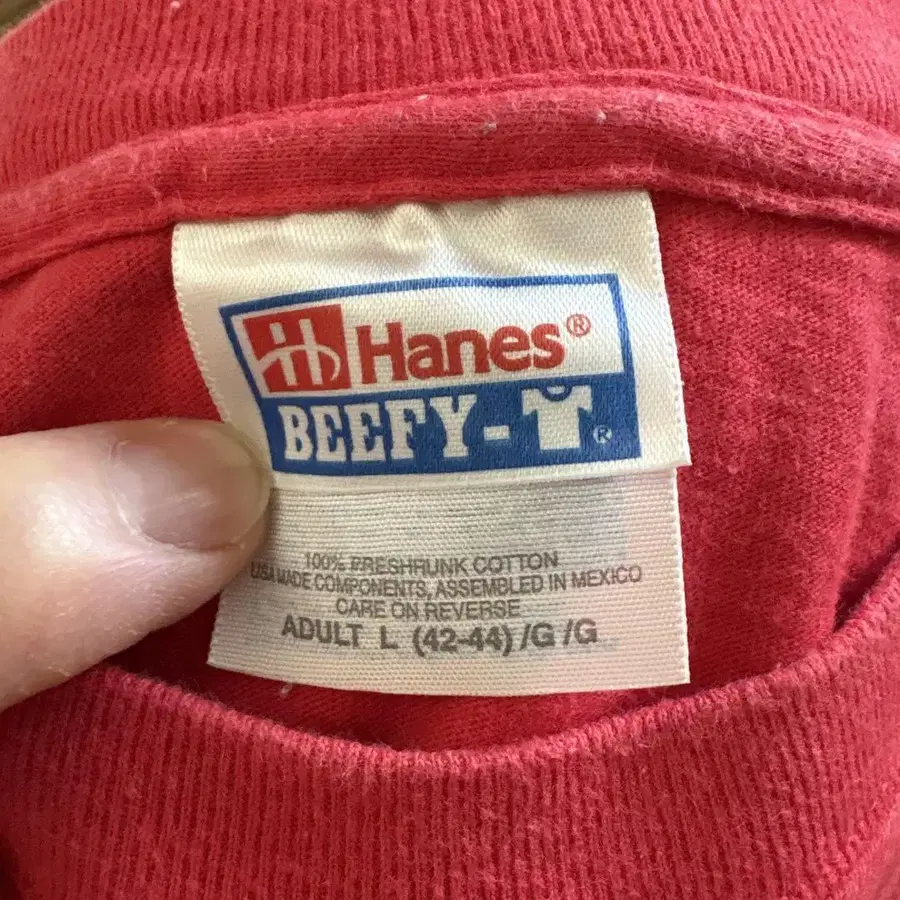 Hanes®
BEEFY-T®
100% PRESHRUNK COTTON
USA MADE COMPONENTS, ASSEMBLED IN MEXICO
CARE ON REVERSE
ADULT L (42-44) /G /G